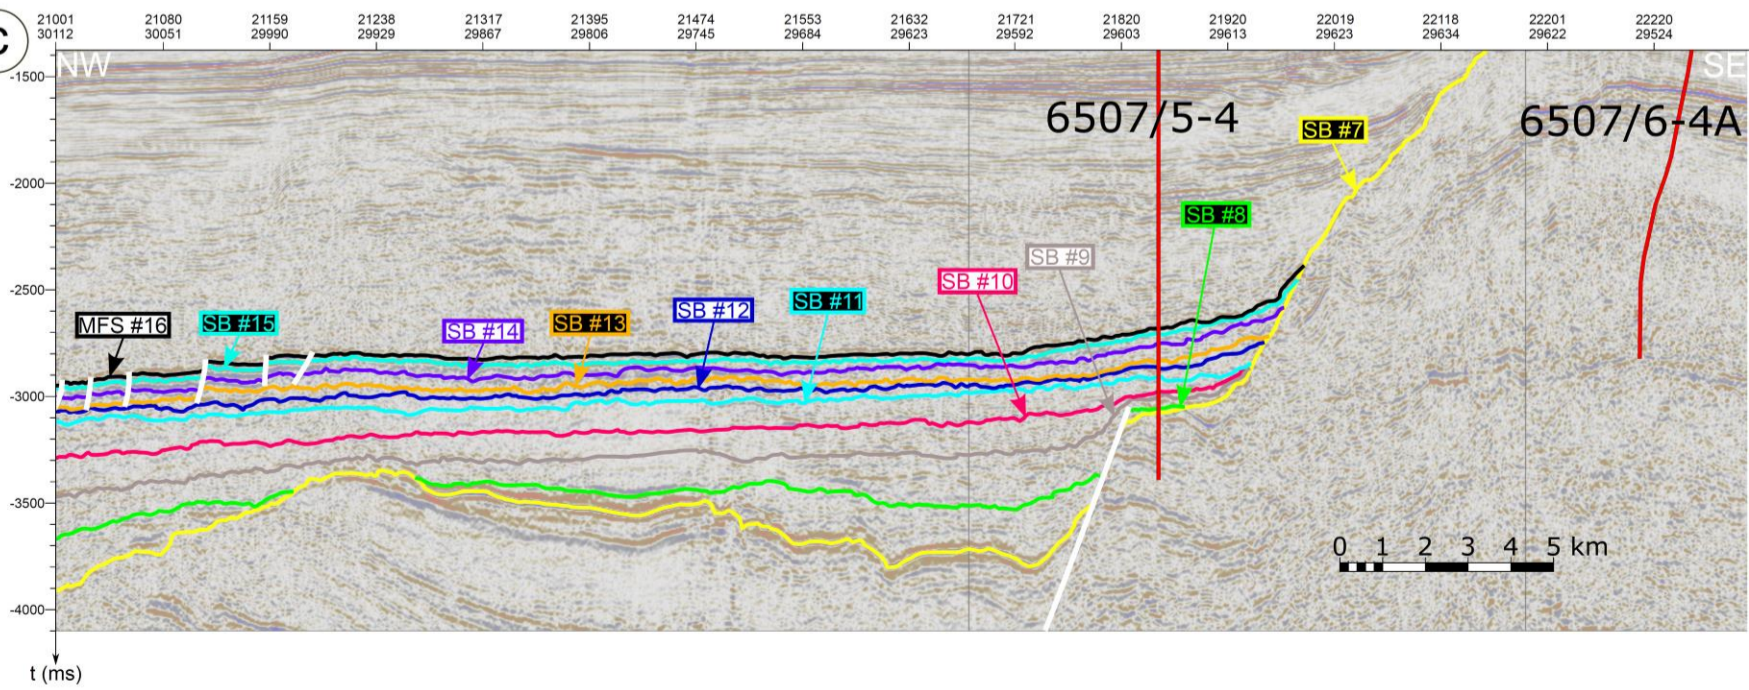 C
21001 21080 21159 21238 21317 21395 21474 21553 21632 21721 21820 21920 22019 22118 22201 22220
30112 30051 29990 29929 29867 29806 29745 29684 29623 29592 29603 29613 29623 29634 29622 29524
NW SE
-1500
6507/5-4 6507/6-4A
SB #7
-2000
SB #8
SB #9
SB #10
-2500
SB #11
SB #12
MFS #16 SB #15 SB #14 SB #13
-3000
-3500
0 1 2 3 4 5 km
-4000
t (ms)